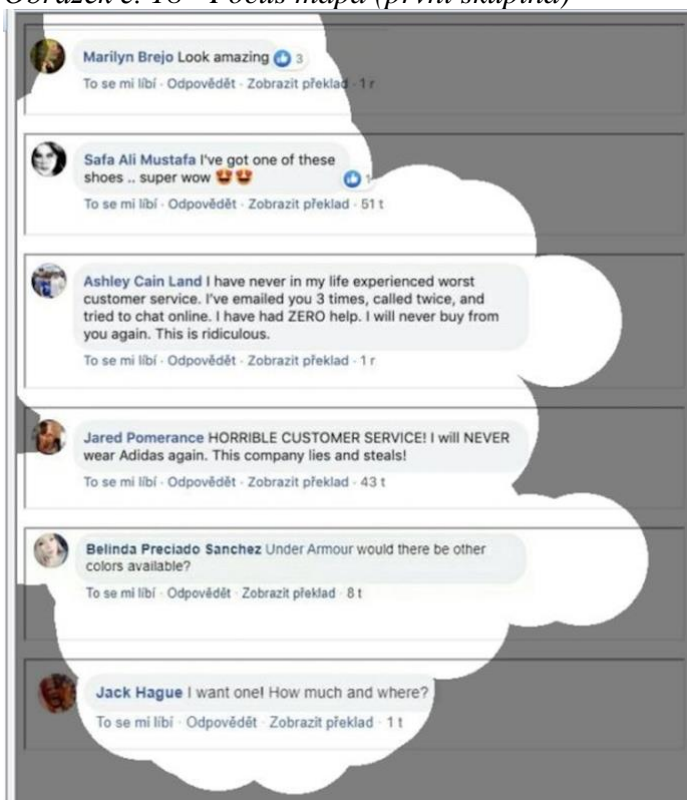 Obrázek č. 18 - Focus mapa (první skupina)
Marilyn Brejo Look amazing 3
To se mi líbí · Odpovědět · Zobrazit překlad · 1 r
Safa Ali Mustafa I've got one of these
shoes .. super wow 🤩🤩 1
To se mi líbí · Odpovědět · Zobrazit překlad · 51 t
Ashley Cain Land I have never in my life experienced worst
customer service. I've emailed you 3 times, called twice, and
tried to chat online. I have had ZERO help. I will never buy from
you again. This is ridiculous.
To se mi líbí · Odpovědět · Zobrazit překlad · 1 r
Jared Pomerance HORRIBLE CUSTOMER SERVICE! I will NEVER
wear Adidas again. This company lies and steals!
To se mi líbí · Odpovědět · Zobrazit překlad · 43 t
Belinda Preciado Sanchez Under Armour would there be other
colors available?
To se mi líbí · Odpovědět · Zobrazit překlad · 8 t
Jack Hague I want one! How much and where?
To se mi líbí · Odpovědět · Zobrazit překlad · 1 t